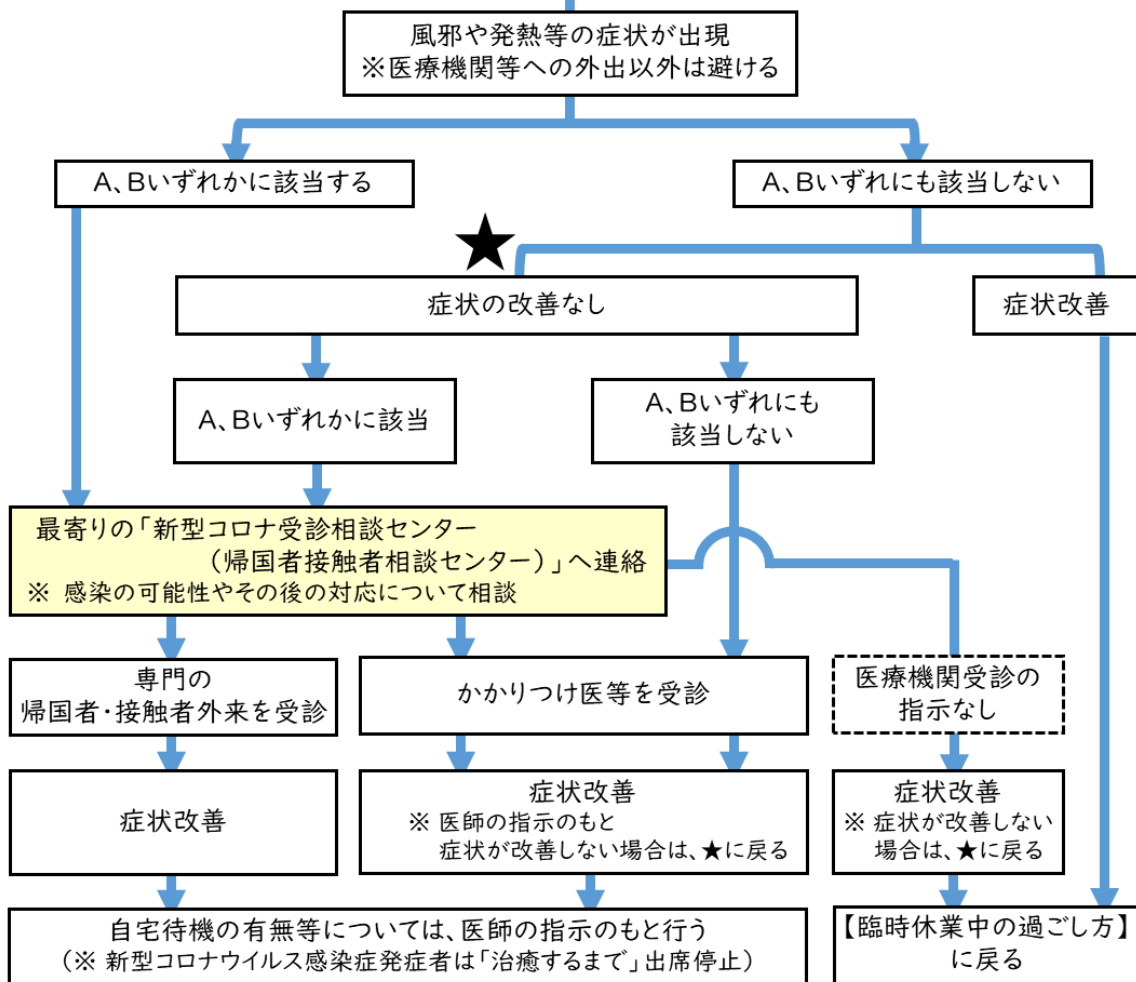 風邪や発熱等の症状が出現
※医療機関等への外出以外は避ける
A、Bいずれかに該当する
A、Bいずれにも該当しない
★
症状の改善なし
症状改善
A、Bいずれかに該当
A、Bいずれにも
該当しない
最寄りの「新型コロナ受診相談センター
(帰国者接触者相談センター)」へ連絡
※ 感染の可能性やその後の対応について相談
専門の
帰国者・接触者外来を受診
かかりつけ医等を受診
医療機関受診の
指示なし
症状改善
症状改善
※ 医師の指示のもと
症状が改善しない場合は、★に戻る
症状改善
※ 症状が改善しない
場合は、★に戻る
自宅待機の有無等については、医師の指示のもと行う
(※ 新型コロナウイルス感染症発症者は「治癒するまで」出席停止)
【臨時休業中の過ごし方】
に戻る